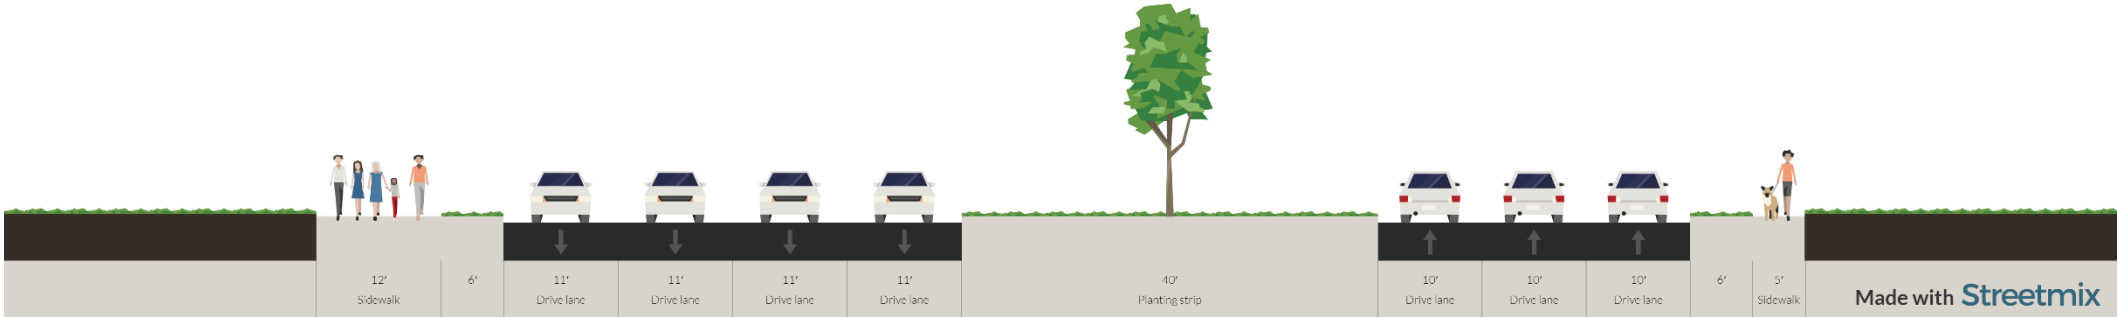 12'
Sidewalk
6'
11'
Drive lane
11'
Drive lane
11'
Drive lane
11'
Drive lane
40'
Planting strip
10'
Drive lane
10'
Drive lane
10'
Drive lane
6'
5'
Sidewalk
Made with Streetmix